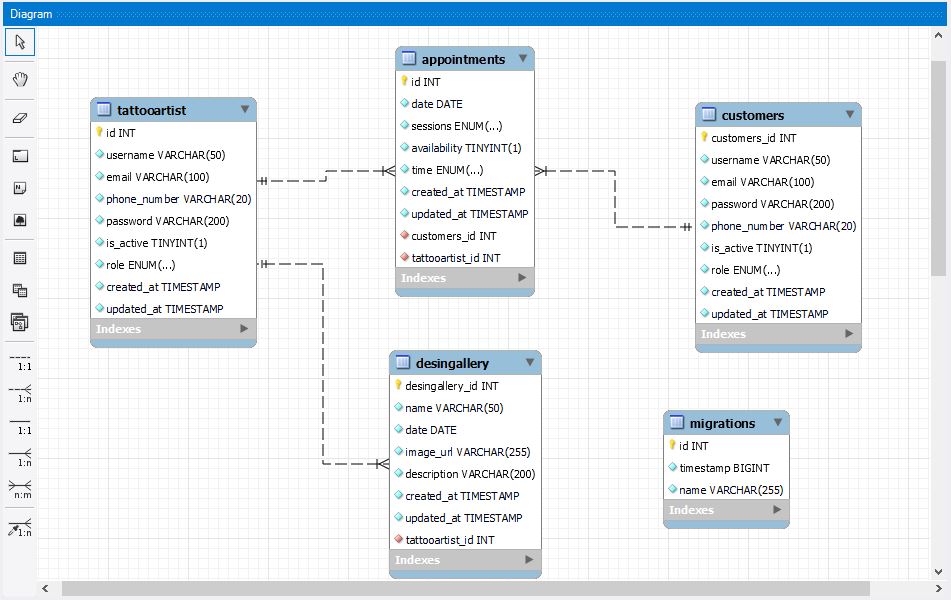 Diagram
tattooartist
id INT
username VARCHAR(50)
email VARCHAR(100)
phone_number VARCHAR(20)
password VARCHAR(200)
is_active TINYINT(1)
role ENUM(...)
created_at TIMESTAMP
updated_at TIMESTAMP
Indexes
appointments
id INT
date DATE
sessions ENUM(...)
availability TINYINT(1)
time ENUM(...)
created_at TIMESTAMP
updated_at TIMESTAMP
customers_id INT
tattooartist_id INT
Indexes
customers
customers_id INT
username VARCHAR(50)
email VARCHAR(100)
password VARCHAR(200)
phone_number VARCHAR(20)
is_active TINYINT(1)
role ENUM(...)
created_at TIMESTAMP
updated_at TIMESTAMP
Indexes
desingallery
desingallery_id INT
name VARCHAR(50)
date DATE
image_url VARCHAR(255)
description VARCHAR(200)
created_at TIMESTAMP
updated_at TIMESTAMP
tattooartist_id INT
Indexes
migrations
id INT
timestamp BIGINT
name VARCHAR(255)
Indexes
1:1
1:n
1:1
1:n
n:m
1:n